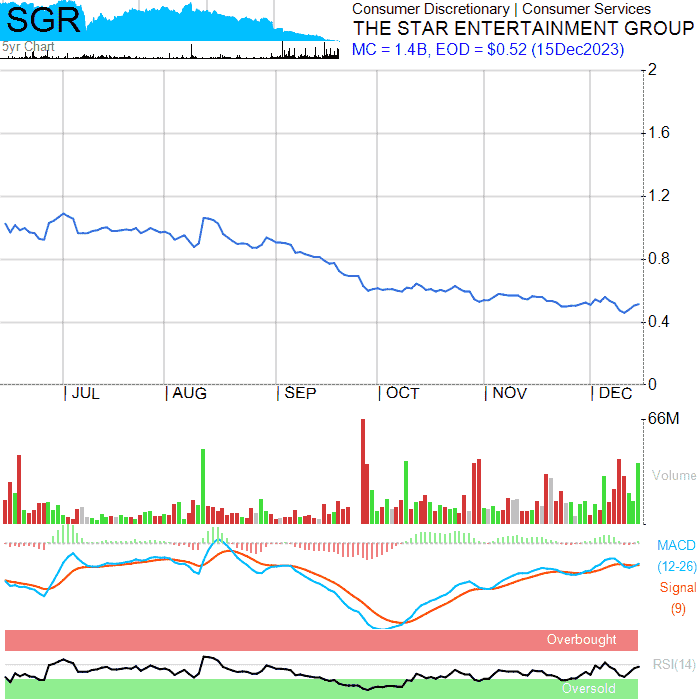 SGR
5yr Chart
Consumer Discretionary | Consumer Services
THE STAR ENTERTAINMENT GROUP
MC = 1.4B, EOD = $0.52 (15Dec2023)
2
1.6
1.2
0.8
0.4
0
| JUL | AUG | SEP | OCT | NOV | DEC
66M
Volume
MACD
(12-26)
Signal
(9)
Overbought
RSI(14)
Oversold